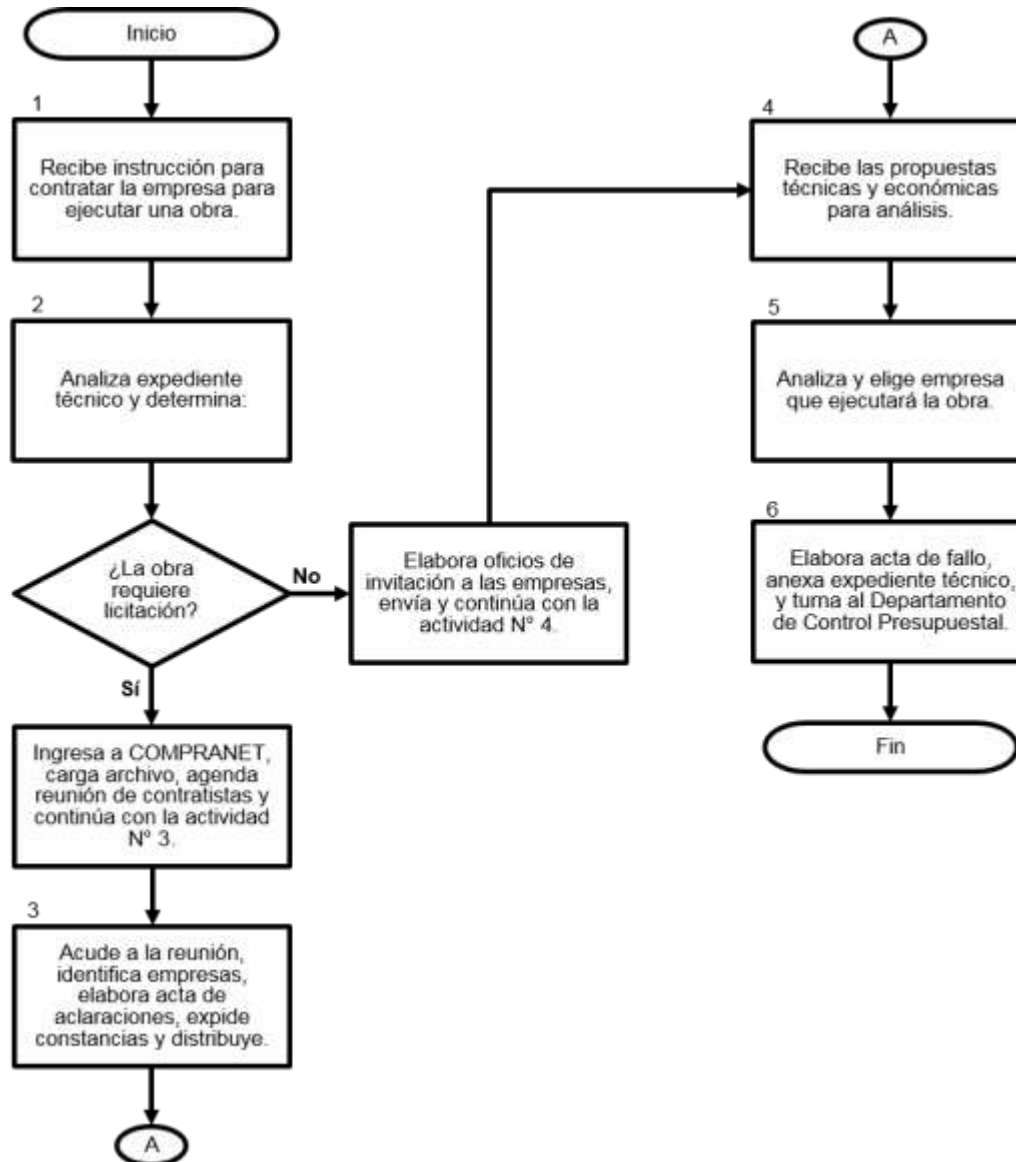 Inicio
1
Recibe instrucción para
contratar la empresa para
ejecutar una obra.
2
Analiza expediente
técnico y determina:
¿La obra
requiere
licitación?
No
Elabora oficios de
invitación a las empresas,
envía y continúa con la
actividad N° 4.
Sí
Ingresa a COMPRANET,
carga archivo, agenda
reunión de contratistas y
continúa con la actividad
N° 3.
3
Acude a la reunión,
identifica empresas,
elabora acta de
aclaraciones, expide
constancias y distribuye.
A
A
4
Recibe las propuestas
técnicas y económicas
para análisis.
5
Analiza y elige empresa
que ejecutará la obra.
6
Elabora acta de fallo,
anexa expediente técnico,
y turna al Departamento
de Control Presupuestal.
Fin